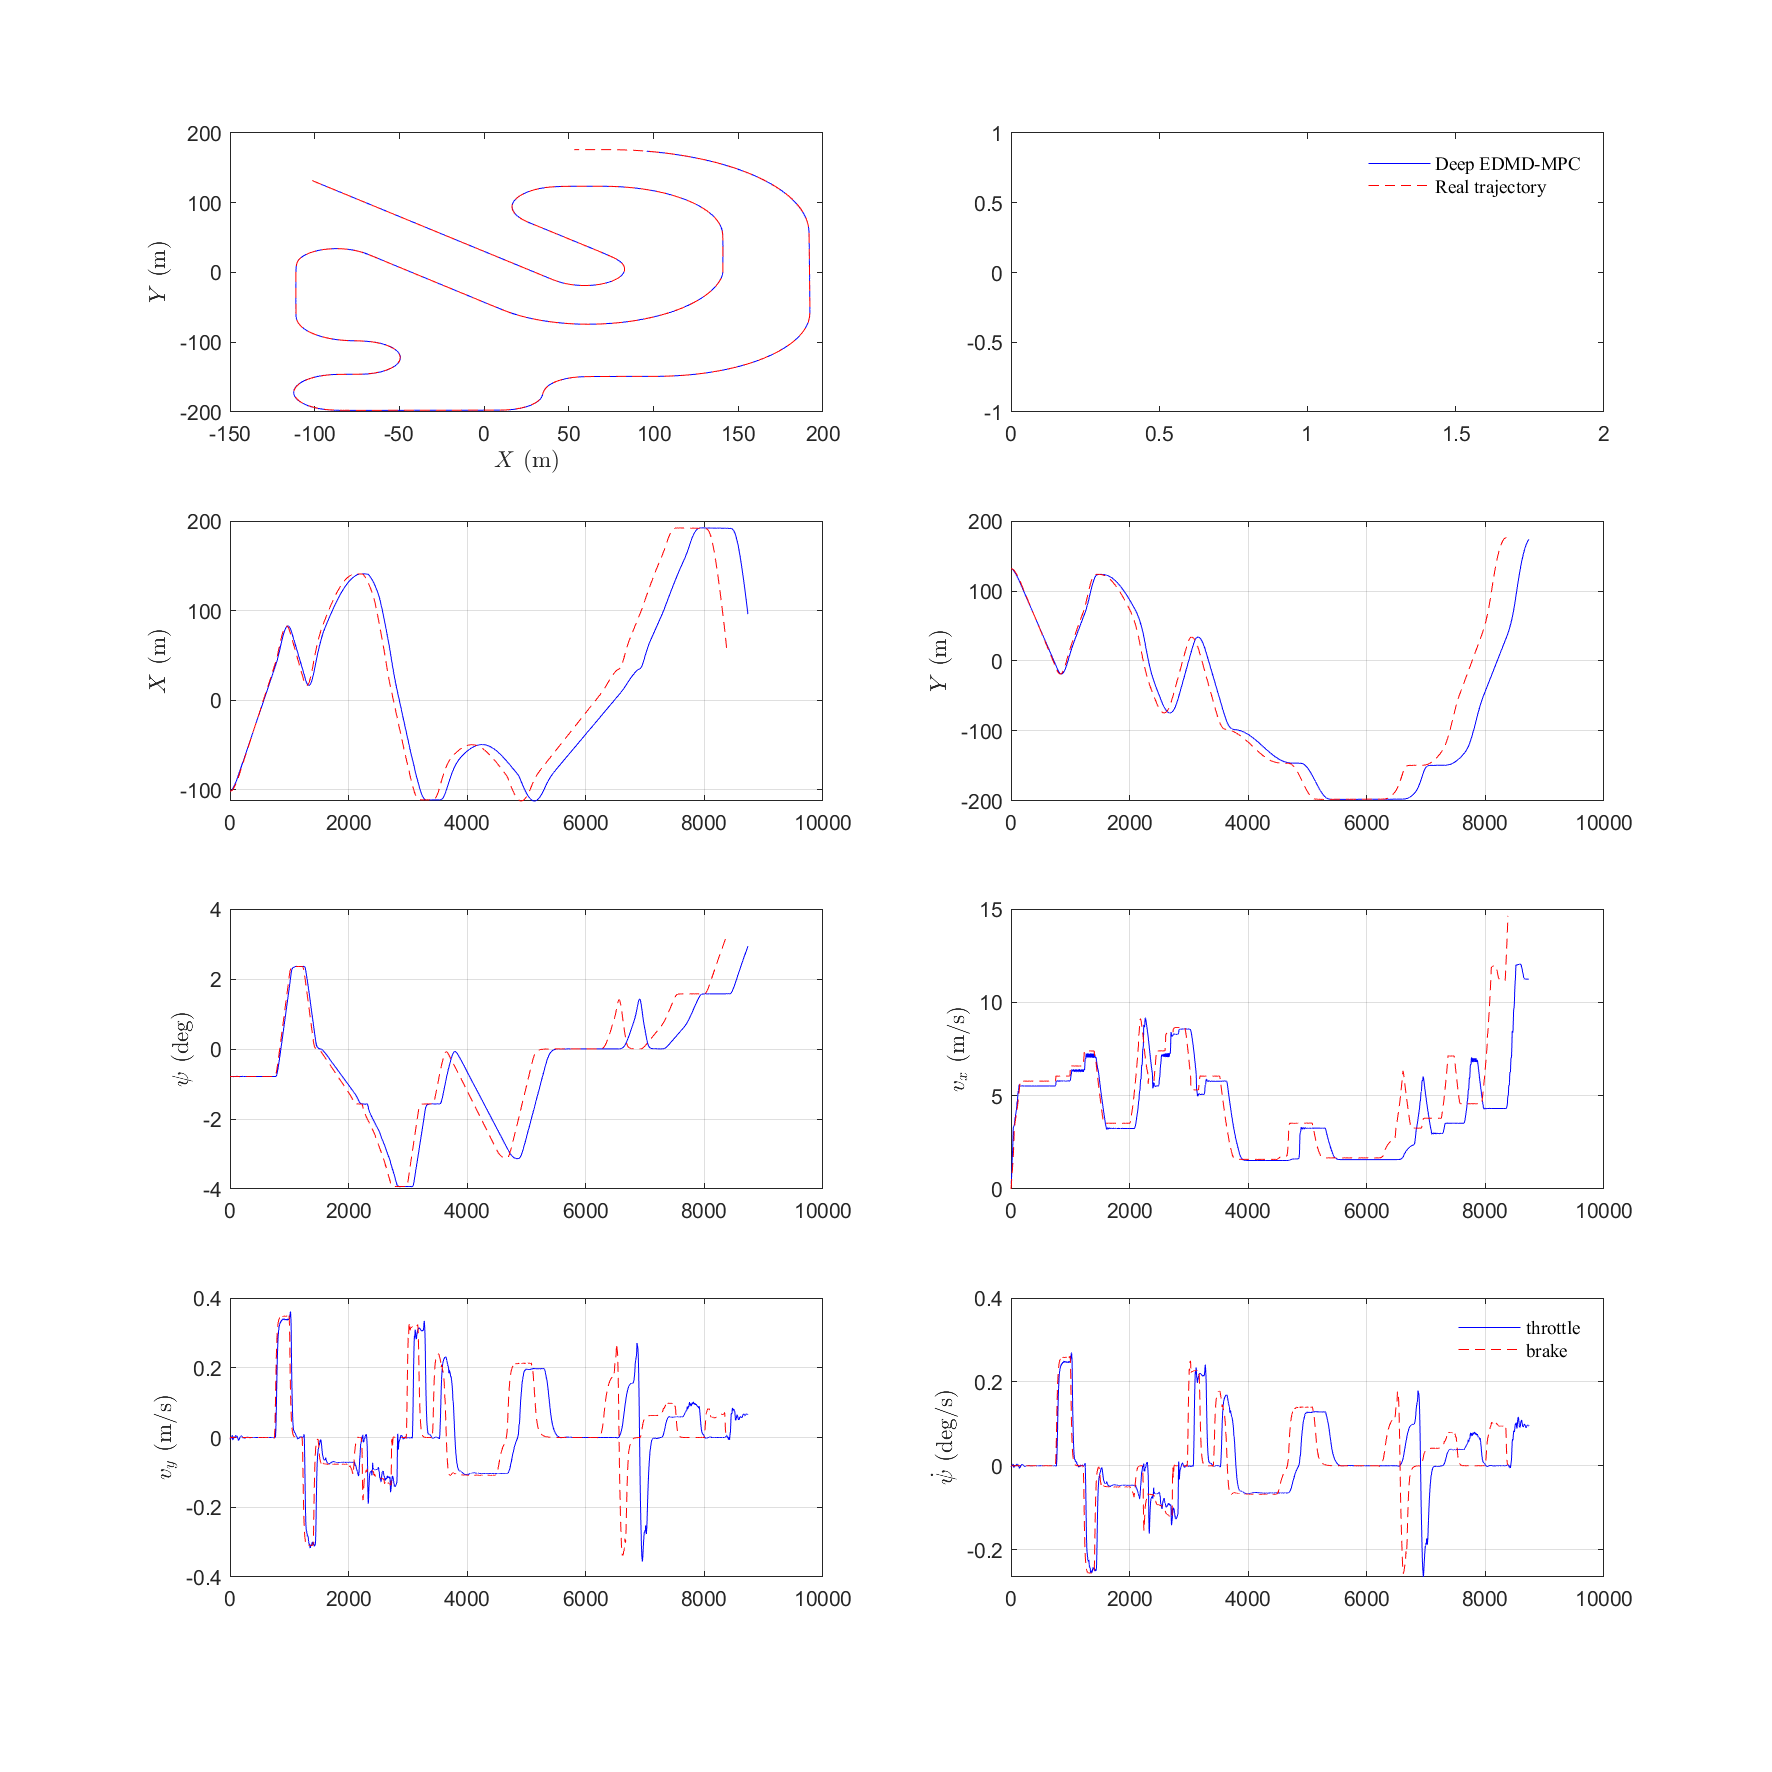 200
100
0
-100
-200
-150 -100 -50 0 50 100 150 200
X (m)
Y (m)
1
0.5
0
-0.5
-1
0 0.5 1 1.5 2
Deep EDMD-MPC
Real trajectory
200
100
0
-100
0 2000 4000 6000 8000 10000
X (m)
200
100
0
-100
-200
0 2000 4000 6000 8000 10000
Y (m)
4
2
0
-2
-4
0 2000 4000 6000 8000 10000
ψ (deg)
15
10
5
0
0 2000 4000 6000 8000 10000
v_x (m/s)
0.4
0.2
0
-0.2
-0.4
0 2000 4000 6000 8000 10000
v_y (m/s)
0.4
0.2
0
-0.2
0 2000 4000 6000 8000 10000
ψ̇ (deg/s)
throttle
brake